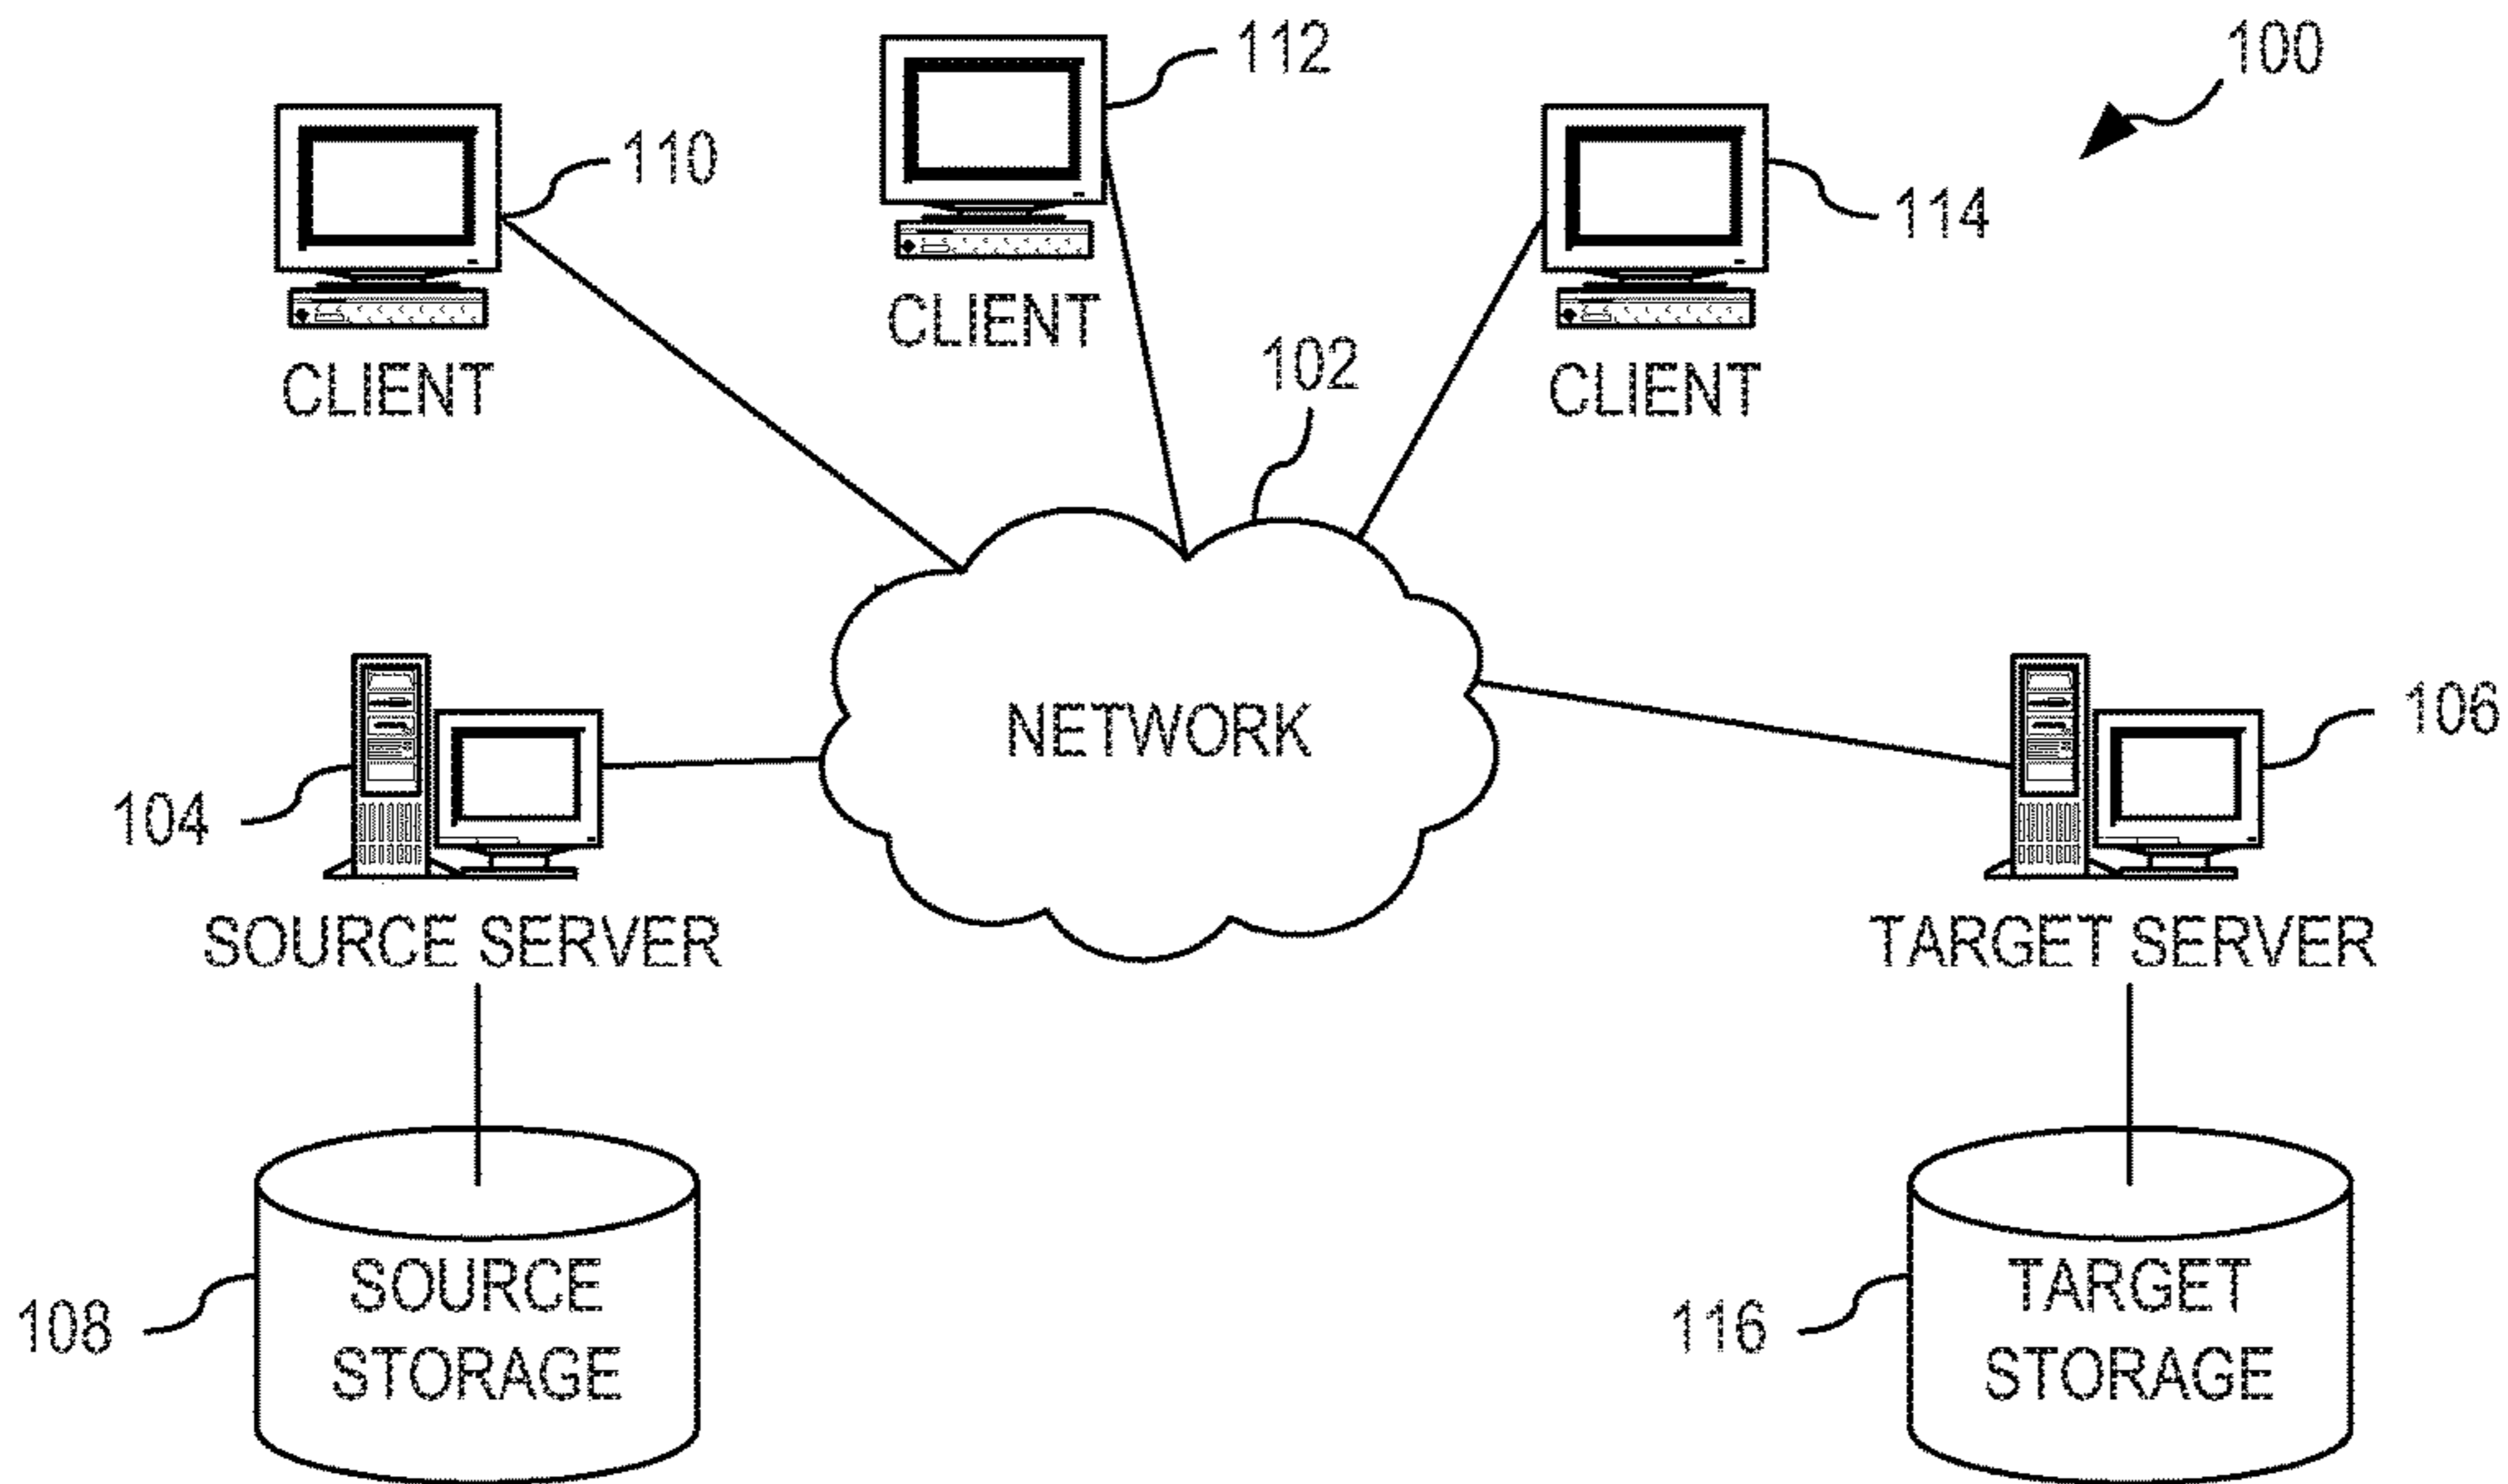 112
100
110
114
CLIENT
CLIENT
CLIENT
102
NETWORK
106
104
SOURCE SERVER
TARGET SERVER
SOURCE
STORAGE
108
TARGET
STORAGE
116